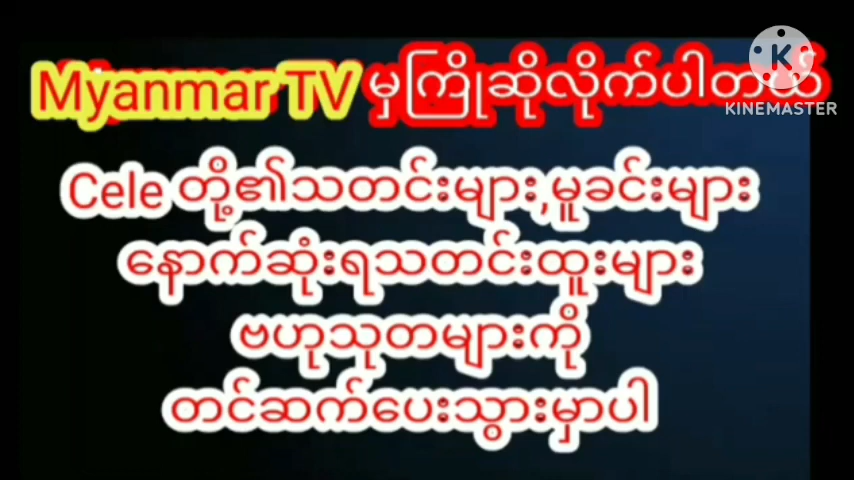 Myanmar TV မှကြိုဆိုလိုက်ပါတယ်
KINEMASTER
Cele တို့၏သတင်းများ,မူခင်းများ
နောက်ဆုံးရသတင်းထူးများ
ဗဟုသုတများကို
တင်ဆက်ပေးသွားမှာပါ